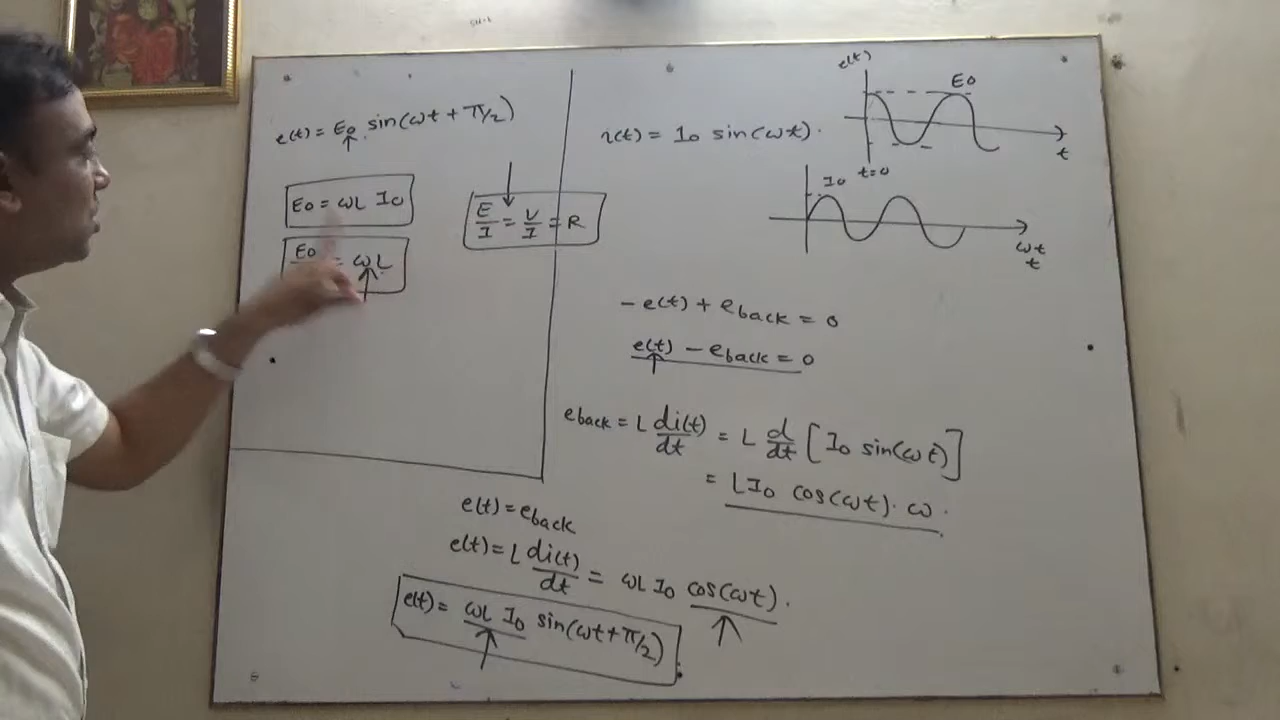 e(t) = E0 sin(ωt + π/2)
E0 = ωL I0
E0
= ωL
E/I = V/I = R
i(t) = I0 sin(ωt).
e(t)
E0
t
t=0
I0
ωt
t
- e(t) + eback = 0
e(t) - eback = 0
eback = L di(t)/dt = L d/dt [I0 sin(ωt)]
= LI0 cos(ωt). ω.
e(t) = eback
e(t) = L di(t)/dt = ωL I0 cos(ωt).
e(t) = ωL I0 sin(ωt+π/2)